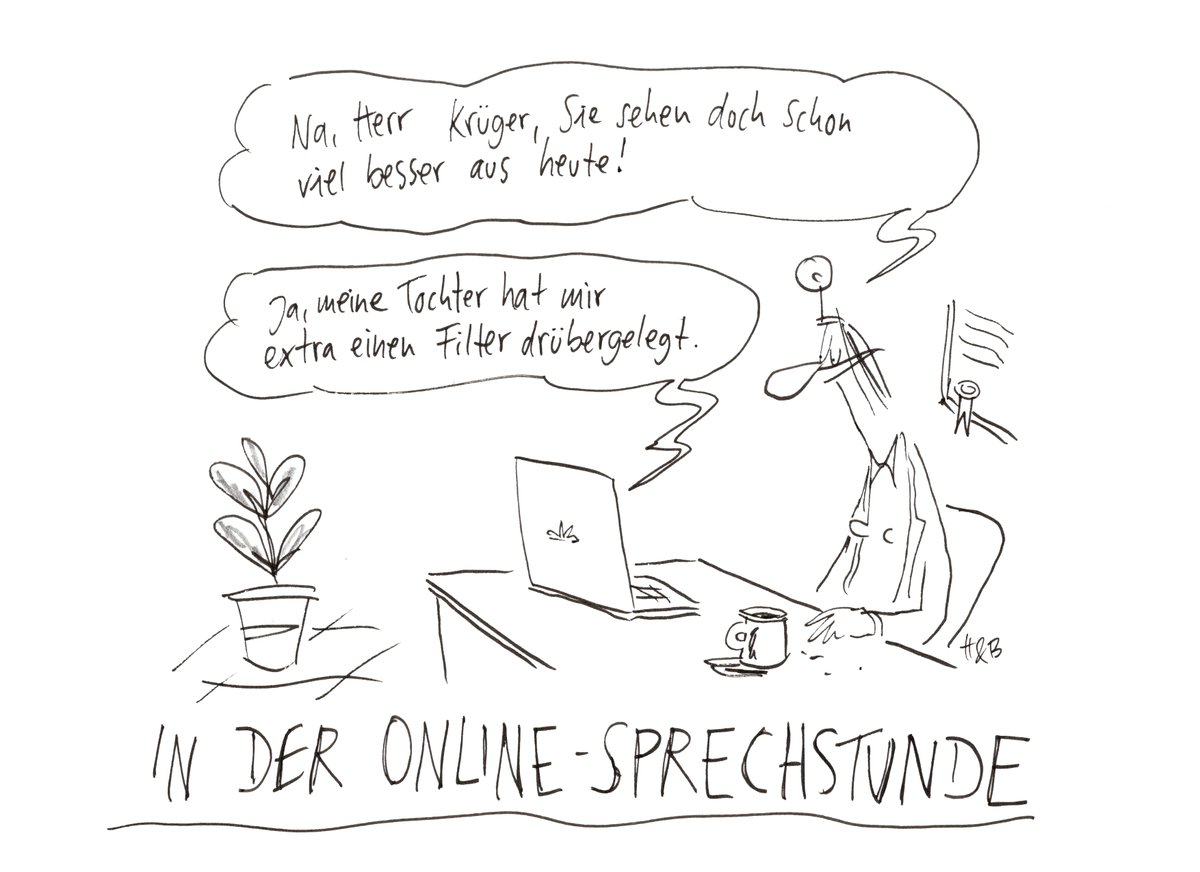 Na, Herr Krüger, Sie sehen doch schon
viel besser aus heute!
Ja, meine Tochter hat mir
extra einen Filter drübergelegt.
H&B
IN DER ONLINE-SPRECHSTUNDE